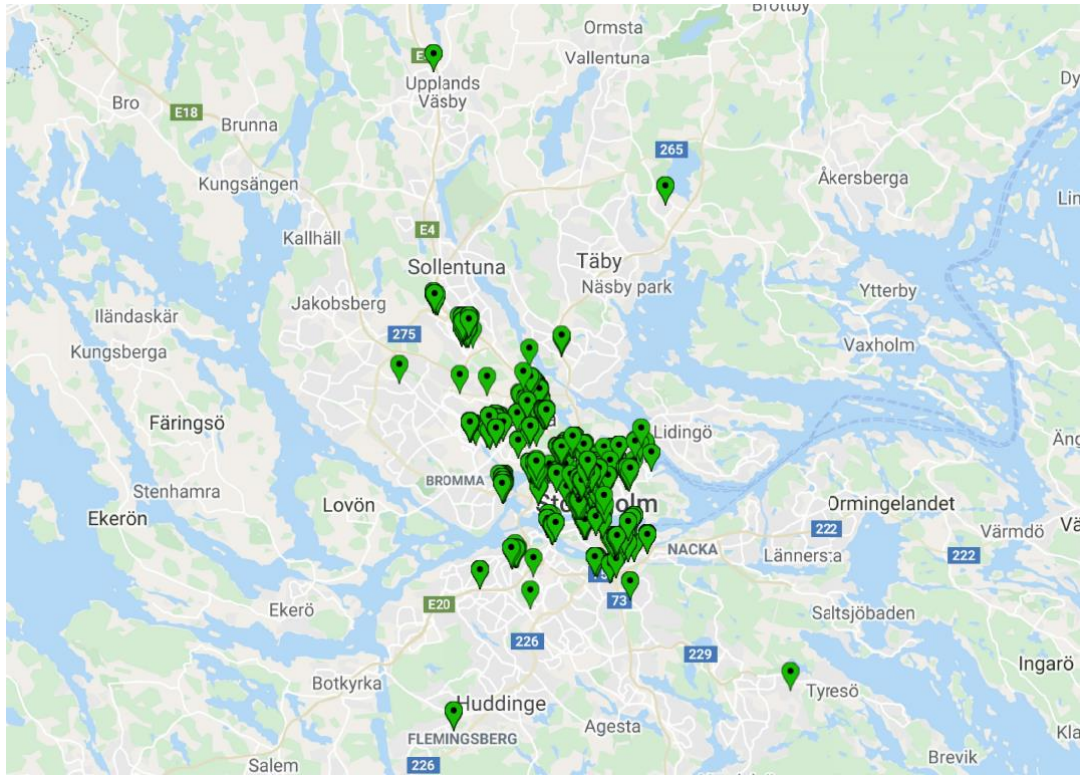 Brottby
Ormsta
Vallentuna
Upplands
Väsby
Bro
E18
Brunna
265
Kungsängen
Åkersberga
Kallhäll
E4
Sollentuna
Täby
Näsby park
Jakobsberg
Ytterby
Iländaskär
275
Kungsberga
Vaxholm
Färingsö
Lidingö
BROMMA
Stenhamra
Lovön
Ormingelandet
Ekerön
222
Värmdö
NACKA
Lännersta
222
E20
73
Ekerö
Saltsjöbaden
226
229
Ingarö
Botkyrka
Tyresö
Huddinge
Agesta
FLEMINGSBERG
Salem
226
Brevik